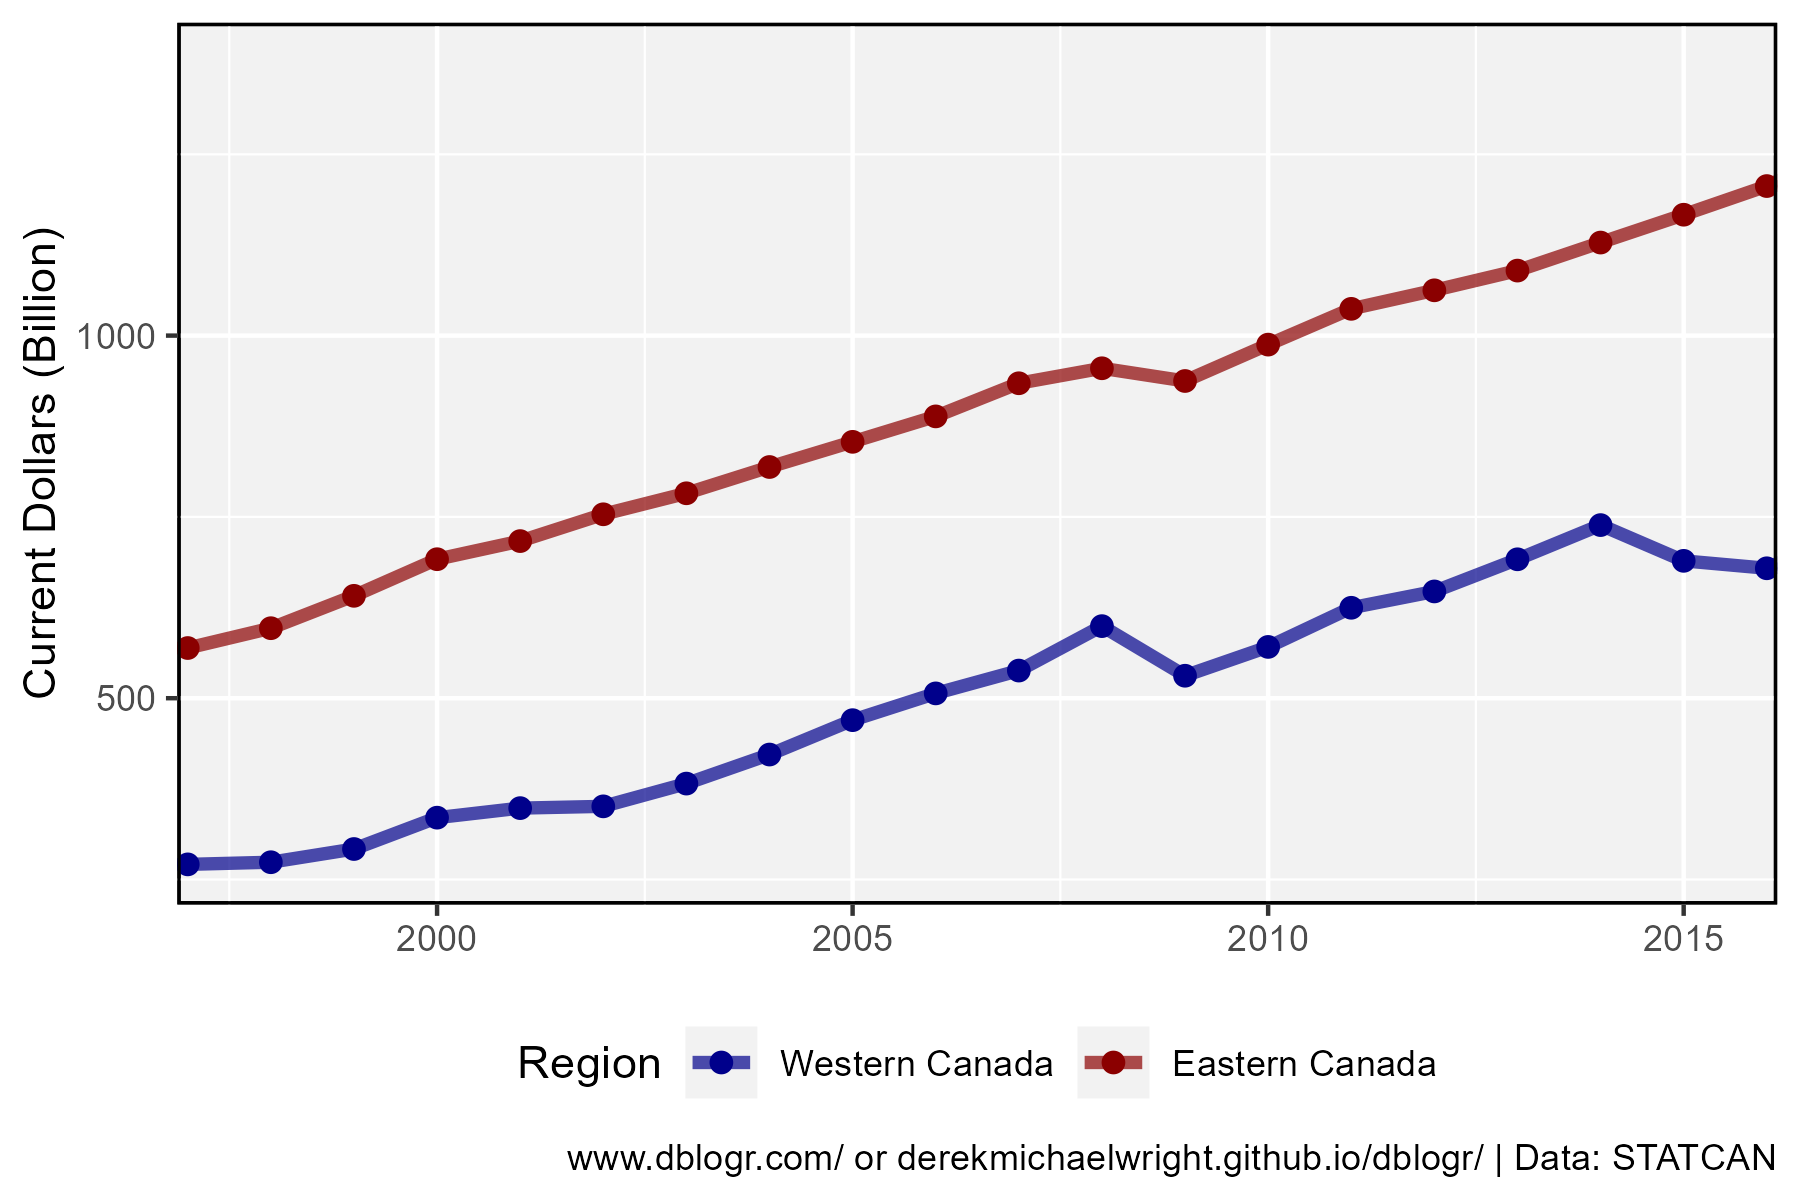 Current Dollars (Billion)
1000
500
2000 2005 2010 2015
Region Western Canada Eastern Canada
www.dblogr.com/ or derekmichaelwright.github.io/dblogr/ | Data: STATCAN